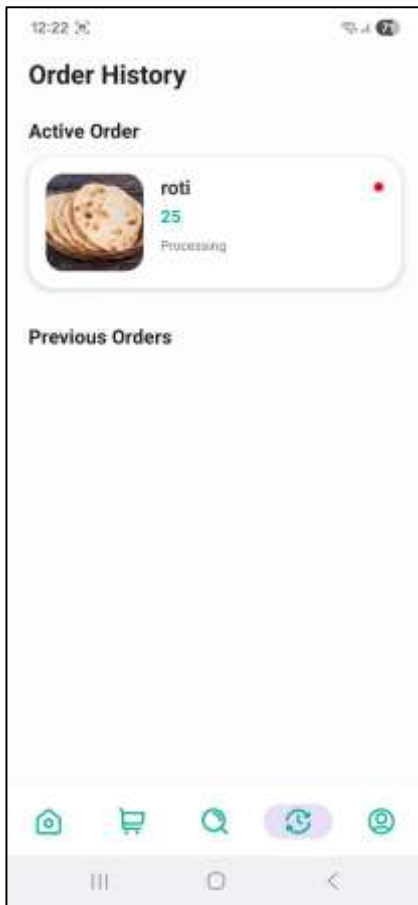 12:22
Order History
Active Order
roti
25
Processing
Previous Orders